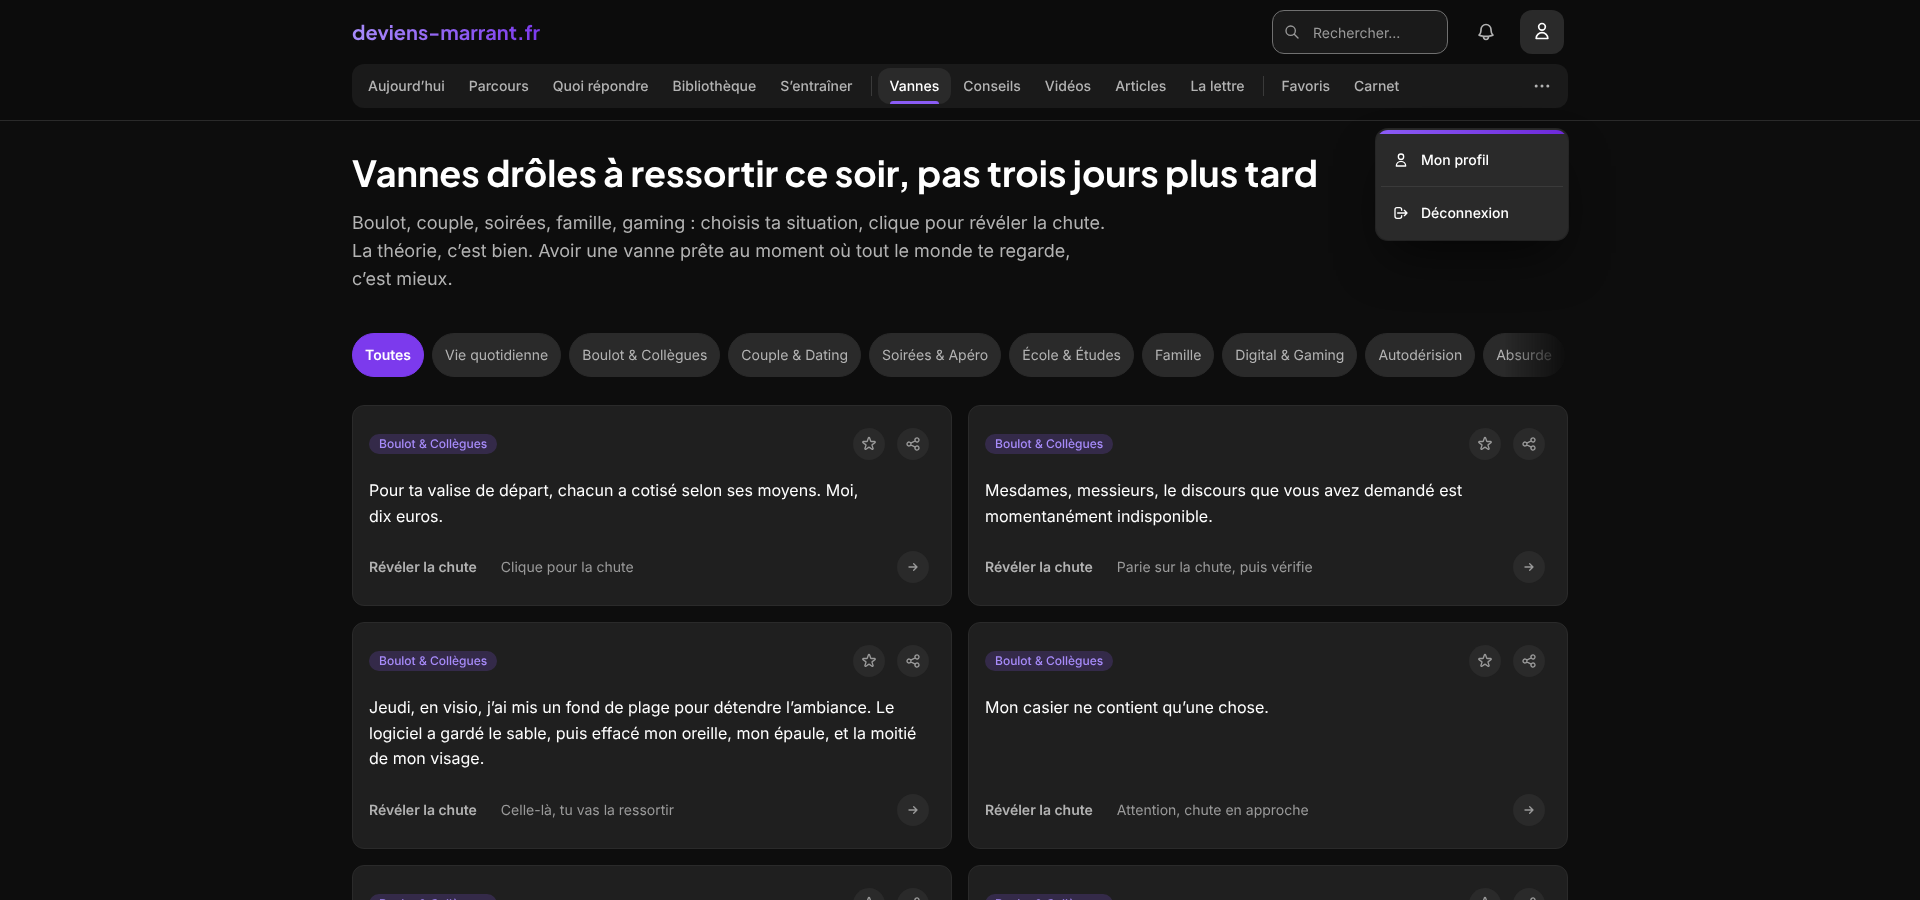 deviens-marrant.fr
Rechercher...
Aujourd’hui
Parcours
Quoi répondre
Bibliothèque
S’entraîner
Vannes
Conseils
Vidéos
Articles
La lettre
Favoris
Carnet
Mon profil
Déconnexion
Vannes drôles à ressortir ce soir, pas trois jours plus tard
Boulot, couple, soirées, famille, gaming : choisis ta situation, clique pour révéler la chute.
La théorie, c’est bien. Avoir une vanne prête au moment où tout le monde te regarde,
c’est mieux.
Toutes
Vie quotidienne
Boulot & Collègues
Couple & Dating
Soirées & Apéro
École & Études
Famille
Digital & Gaming
Autodérision
Absurde
Boulot & Collègues
Pour ta valise de départ, chacun a cotisé selon ses moyens. Moi,
dix euros.
Révéler la chute
Clique pour la chute
Boulot & Collègues
Mesdames, messieurs, le discours que vous avez demandé est
momentanément indisponible.
Révéler la chute
Parie sur la chute, puis vérifie
Boulot & Collègues
Jeudi, en visio, j’ai mis un fond de plage pour détendre l’ambiance. Le
logiciel a gardé le sable, puis effacé mon oreille, mon épaule, et la moitié
de mon visage.
Révéler la chute
Celle-là, tu vas la ressortir
Boulot & Collègues
Mon casier ne contient qu’une chose.
Révéler la chute
Attention, chute en approche